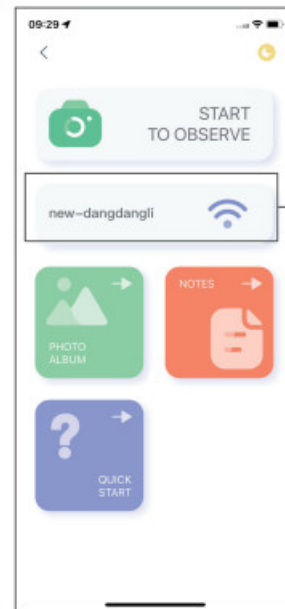 09:29
START
TO OBSERVE
new-dangdangli
PHOTO
ALBUM
NOTES
QUICK
START